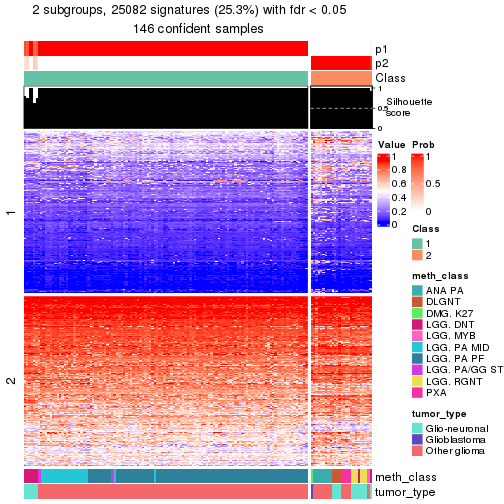 2 subgroups, 25082 signatures (25.3%) with fdr < 0.05
146 confident samples
p1
p2
Class
1
0.5
0
Silhouette
score
1
2
Value
1
0.8
0.6
0.4
0.2
0
Prob
1
0.5
0
Class
1
2
meth_class
ANA PA
DLGNT
DMG. K27
LGG. DNT
LGG. MYB
LGG. PA MID
LGG. PA PF
LGG. PA/GG ST
LGG. RGNT
PXA
tumor_type
Glio-neuronal
Glioblastoma
Other glioma
meth_class
tumor_type